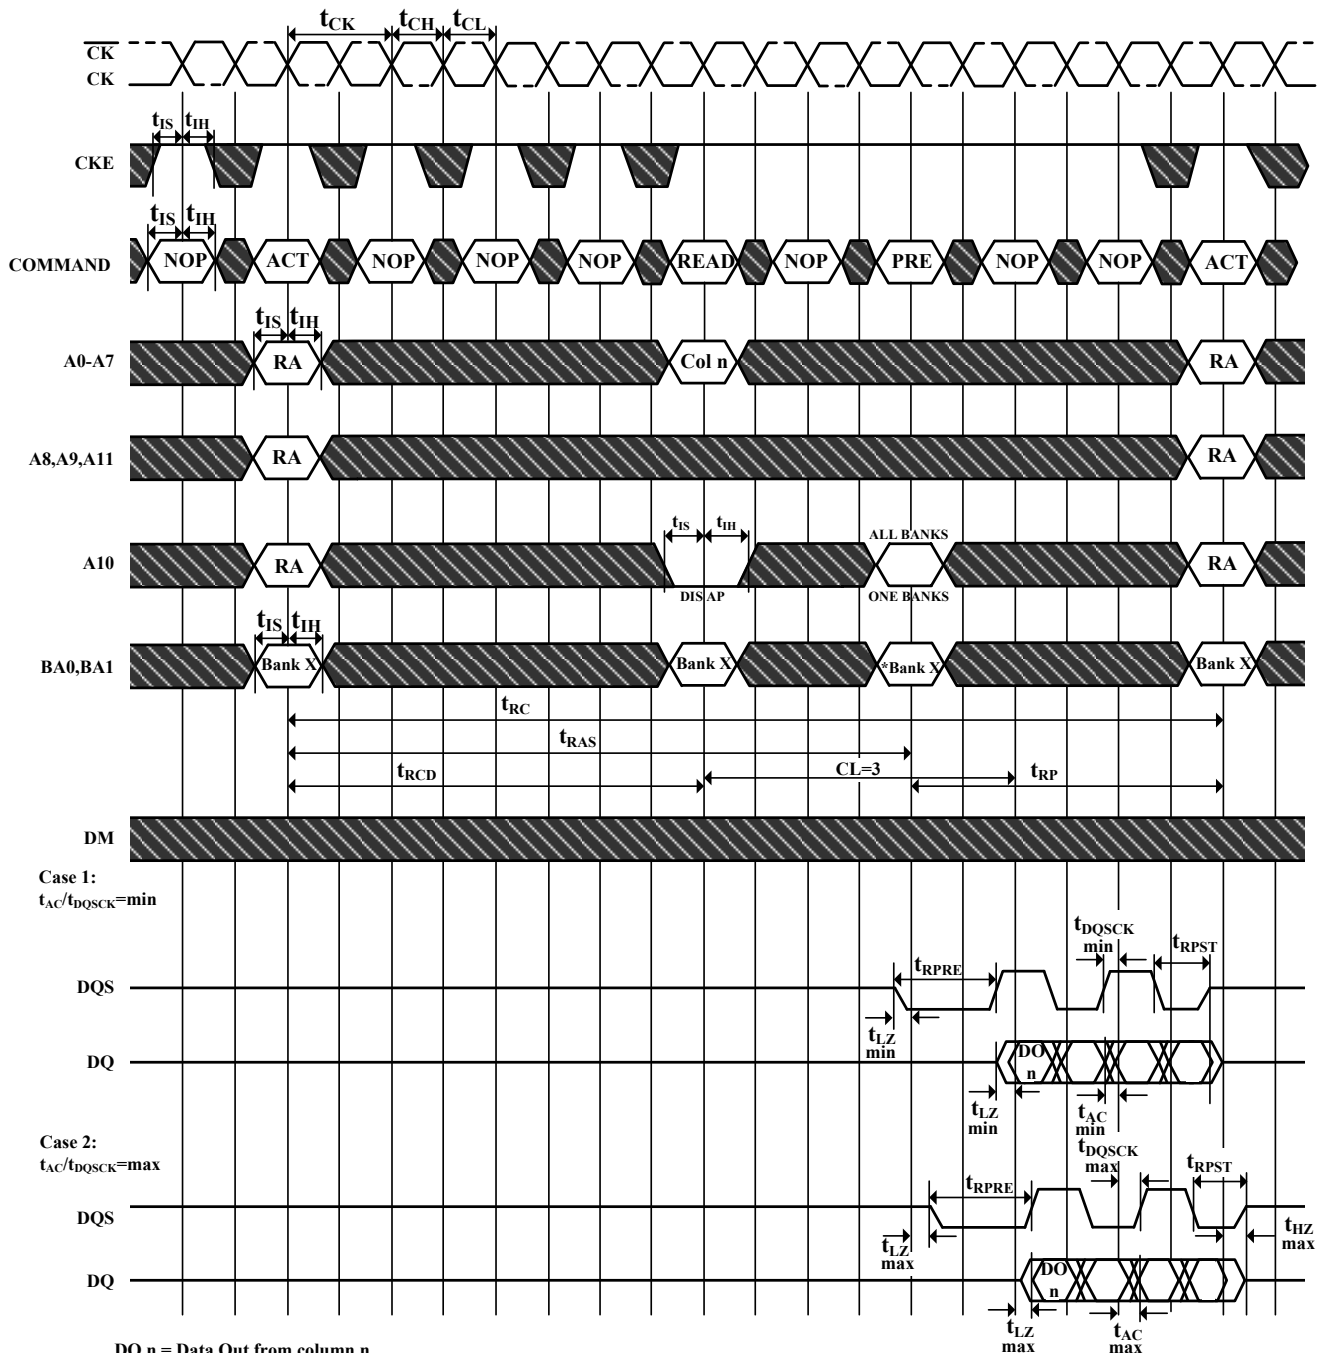 tCK tCH tCL
CK
CK
tIS tIH
CKE
tIS tIH
COMMAND NOP ACT NOP NOP NOP READ NOP PRE NOP NOP ACT
tIS tIH
A0-A7 RA Col n RA
A8,A9,A11 RA RA
tIS tIH ALL BANKS
A10 RA RA
DIS AP ONE BANKS
tIS tIH
BA0,BA1 Bank X Bank X *Bank X Bank X
tRC
tRAS
tRCD CL=3 tRP
DM
Case 1:
tAC/tDQSCK=min
tDQSCK
min
tRPST
tRPRE
DQS
tLZ
min
DQ DO
n
tLZ
min
tAC
min
Case 2:
tAC/tDQSCK=max
tDQSCK
max
tRPST
tRPRE
DQS
tLZ
max
tHZ
max
DQ DO
n
tLZ
max
tAC
max
DO n = Data Out from column n